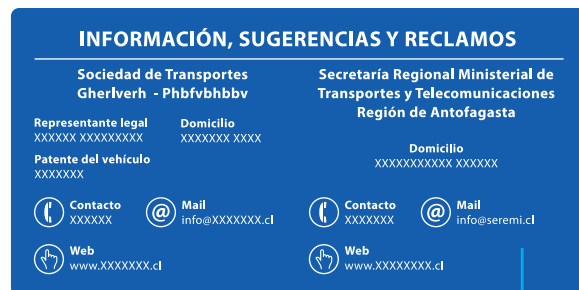 INFORMACIÓN, SUGERENCIAS Y RECLAMOS
Sociedad de Transportes
Gherlverh - Phbfvbhbbv
Representante legal
XXXXXX XXXXXXXXX
Domicilio
XXXXXXX XXXX
Patente del vehículo
XXXXXXX
Contacto
XXXXXX
Mail
info@XXXXXXX.cl
Web
www.XXXXXXX.cl
Secretaría Regional Ministerial de
Transportes y Telecomunicaciones
Región de Antofagasta
Domicilio
XXXXXXXXXXX XXXXXX
Contacto
XXXXXXX
Mail
info@seremi.cl
Web
www.XXXXXXX.cl